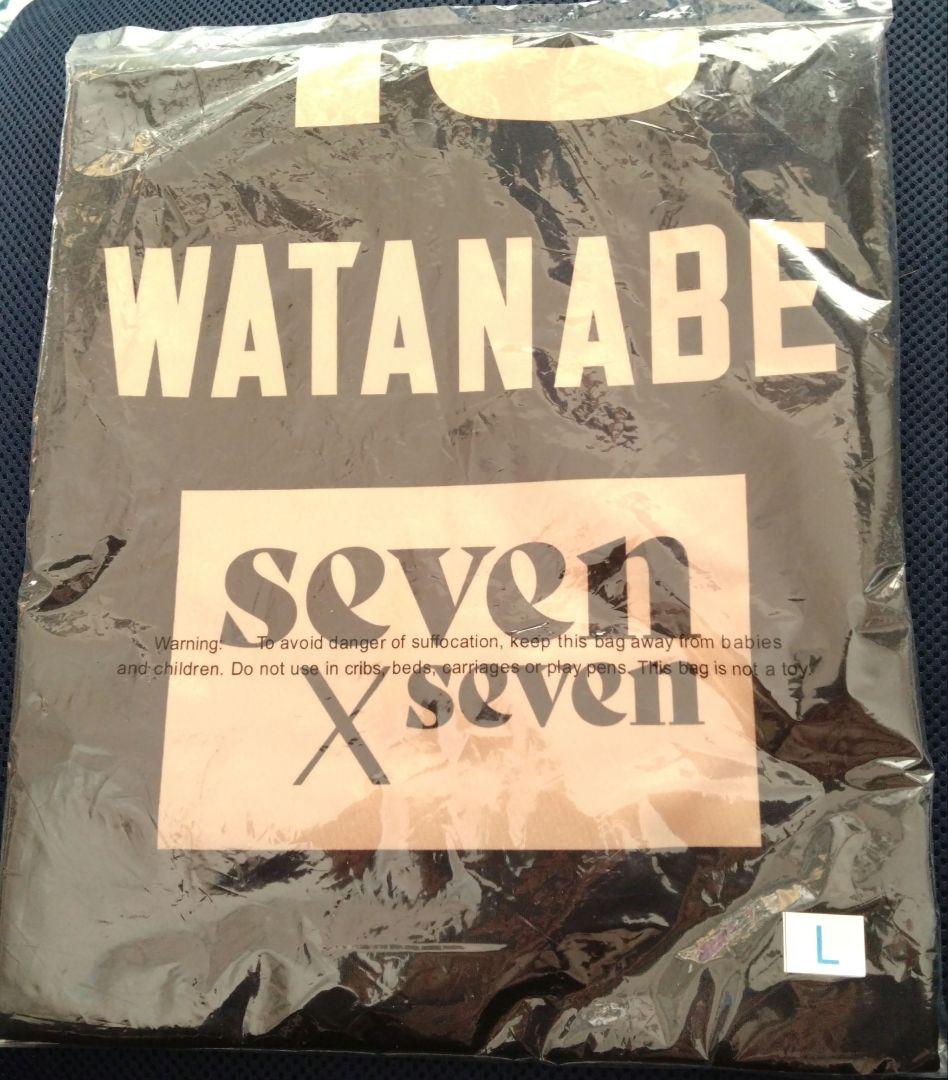 WATANABE
seven
Warning: To avoid danger of suffocation, keep this bag away from babies
and children. Do not use in cribs, beds, carriages or play pens. This bag is not a toy.
X seven
L